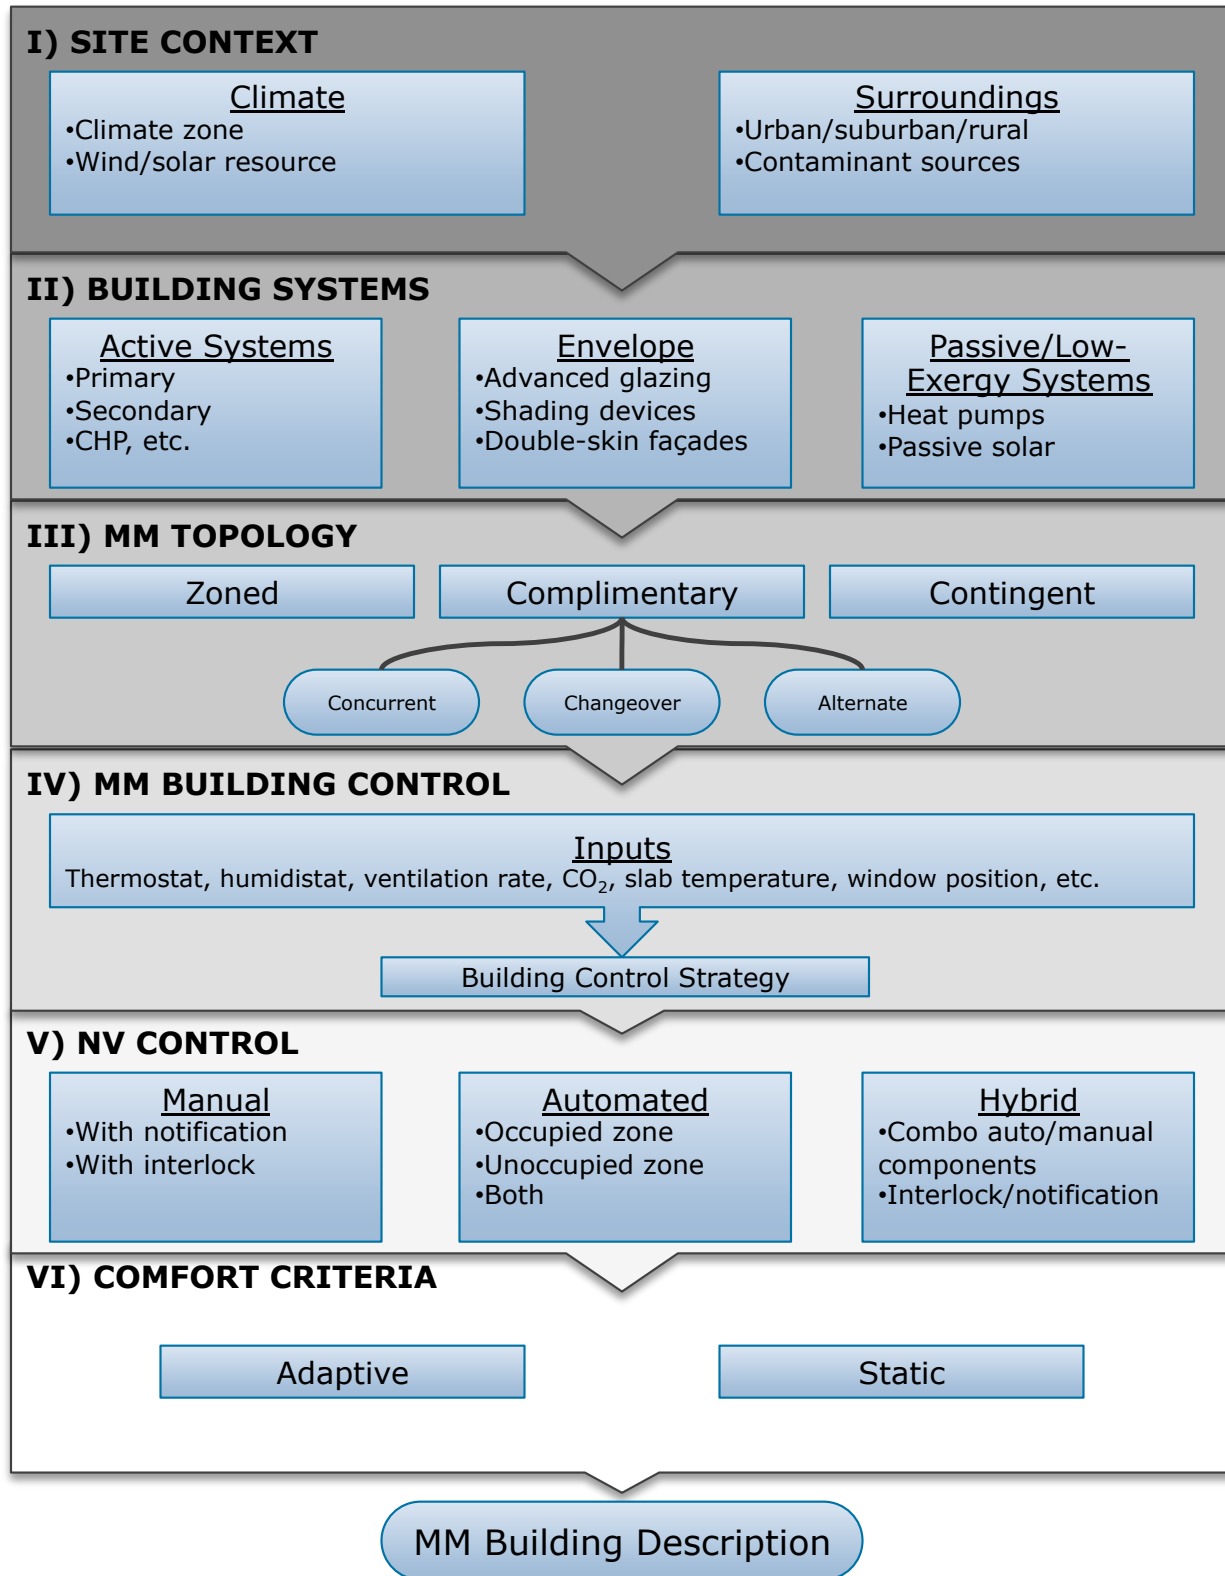 I) SITE CONTEXT
Climate
•Climate zone
•Wind/solar resource
Surroundings
•Urban/suburban/rural
•Contaminant sources
II) BUILDING SYSTEMS
Active Systems
•Primary
•Secondary
•CHP, etc.
Envelope
•Advanced glazing
•Shading devices
•Double-skin façades
Passive/Low-
Exergy Systems
•Heat pumps
•Passive solar
III) MM TOPOLOGY
Zoned
Complimentary
Contingent
Concurrent
Changeover
Alternate
IV) MM BUILDING CONTROL
Inputs
Thermostat, humidistat, ventilation rate, CO₂, slab temperature, window position, etc.
Building Control Strategy
V) NV CONTROL
Manual
•With notification
•With interlock
Automated
•Occupied zone
•Unoccupied zone
•Both
Hybrid
•Combo auto/manual
components
•Interlock/notification
VI) COMFORT CRITERIA
Adaptive
Static
MM Building Description